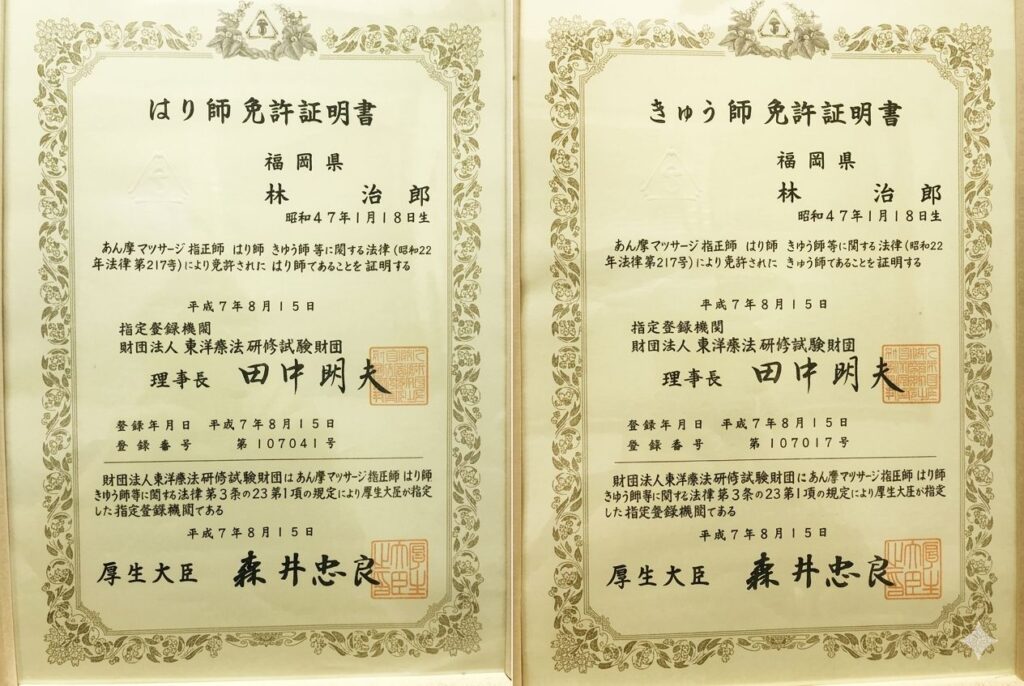 はり師 免許証明書
福岡県
林 治郎
昭和47年1月18日生
あん摩マツサージ指正師 はり師 きゆう師等に関する法律(昭和22
年法律第217号)により免許された はり師であることを証明する
平成7年8月15日
指定登録機関
財団法人 東洋療法研修試験財団
理事長 田中明夫
登録年月日 平成7年8月15日
登録番号 第107041号
財団法人東洋療法研修試験財団はあん摩マツサージ指正師 はり師
きゆう師等に関する法律第3条の23第1項の規定により厚生大臣が指定
した指定登録機関である
平成7年8月15日
厚生大臣 森井忠良
きゅう師 免許証明書
福岡県
林 治郎
昭和47年1月18日生
あん摩マツサージ指正師 はり師 きゆう師等に関する法律(昭和22
年法律第217号)により免許された きゆう師であることを証明する
平成7年8月15日
指定登録機関
財団法人 東洋療法研修試験財団
理事長 田中明夫
登録年月日 平成7年8月15日
登録番号 第107017号
財団法人東洋療法研修試験財団にあん摩マツサージ指正師 はり師
きゆう師等に関する法律第3条の23第1項の規定により厚生大臣が指定
した指定登録機関である
平成7年8月15日
厚生大臣 森井忠良